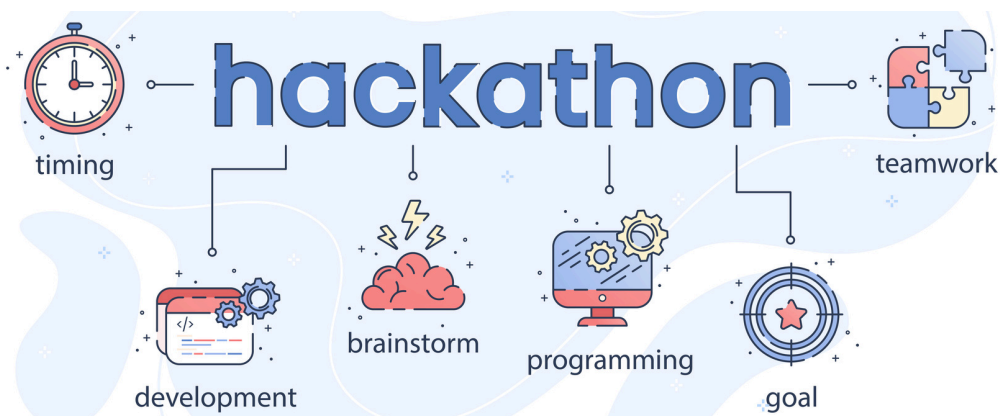 hackathon
timing
teamwork
</>
development
brainstorm
programming
goal